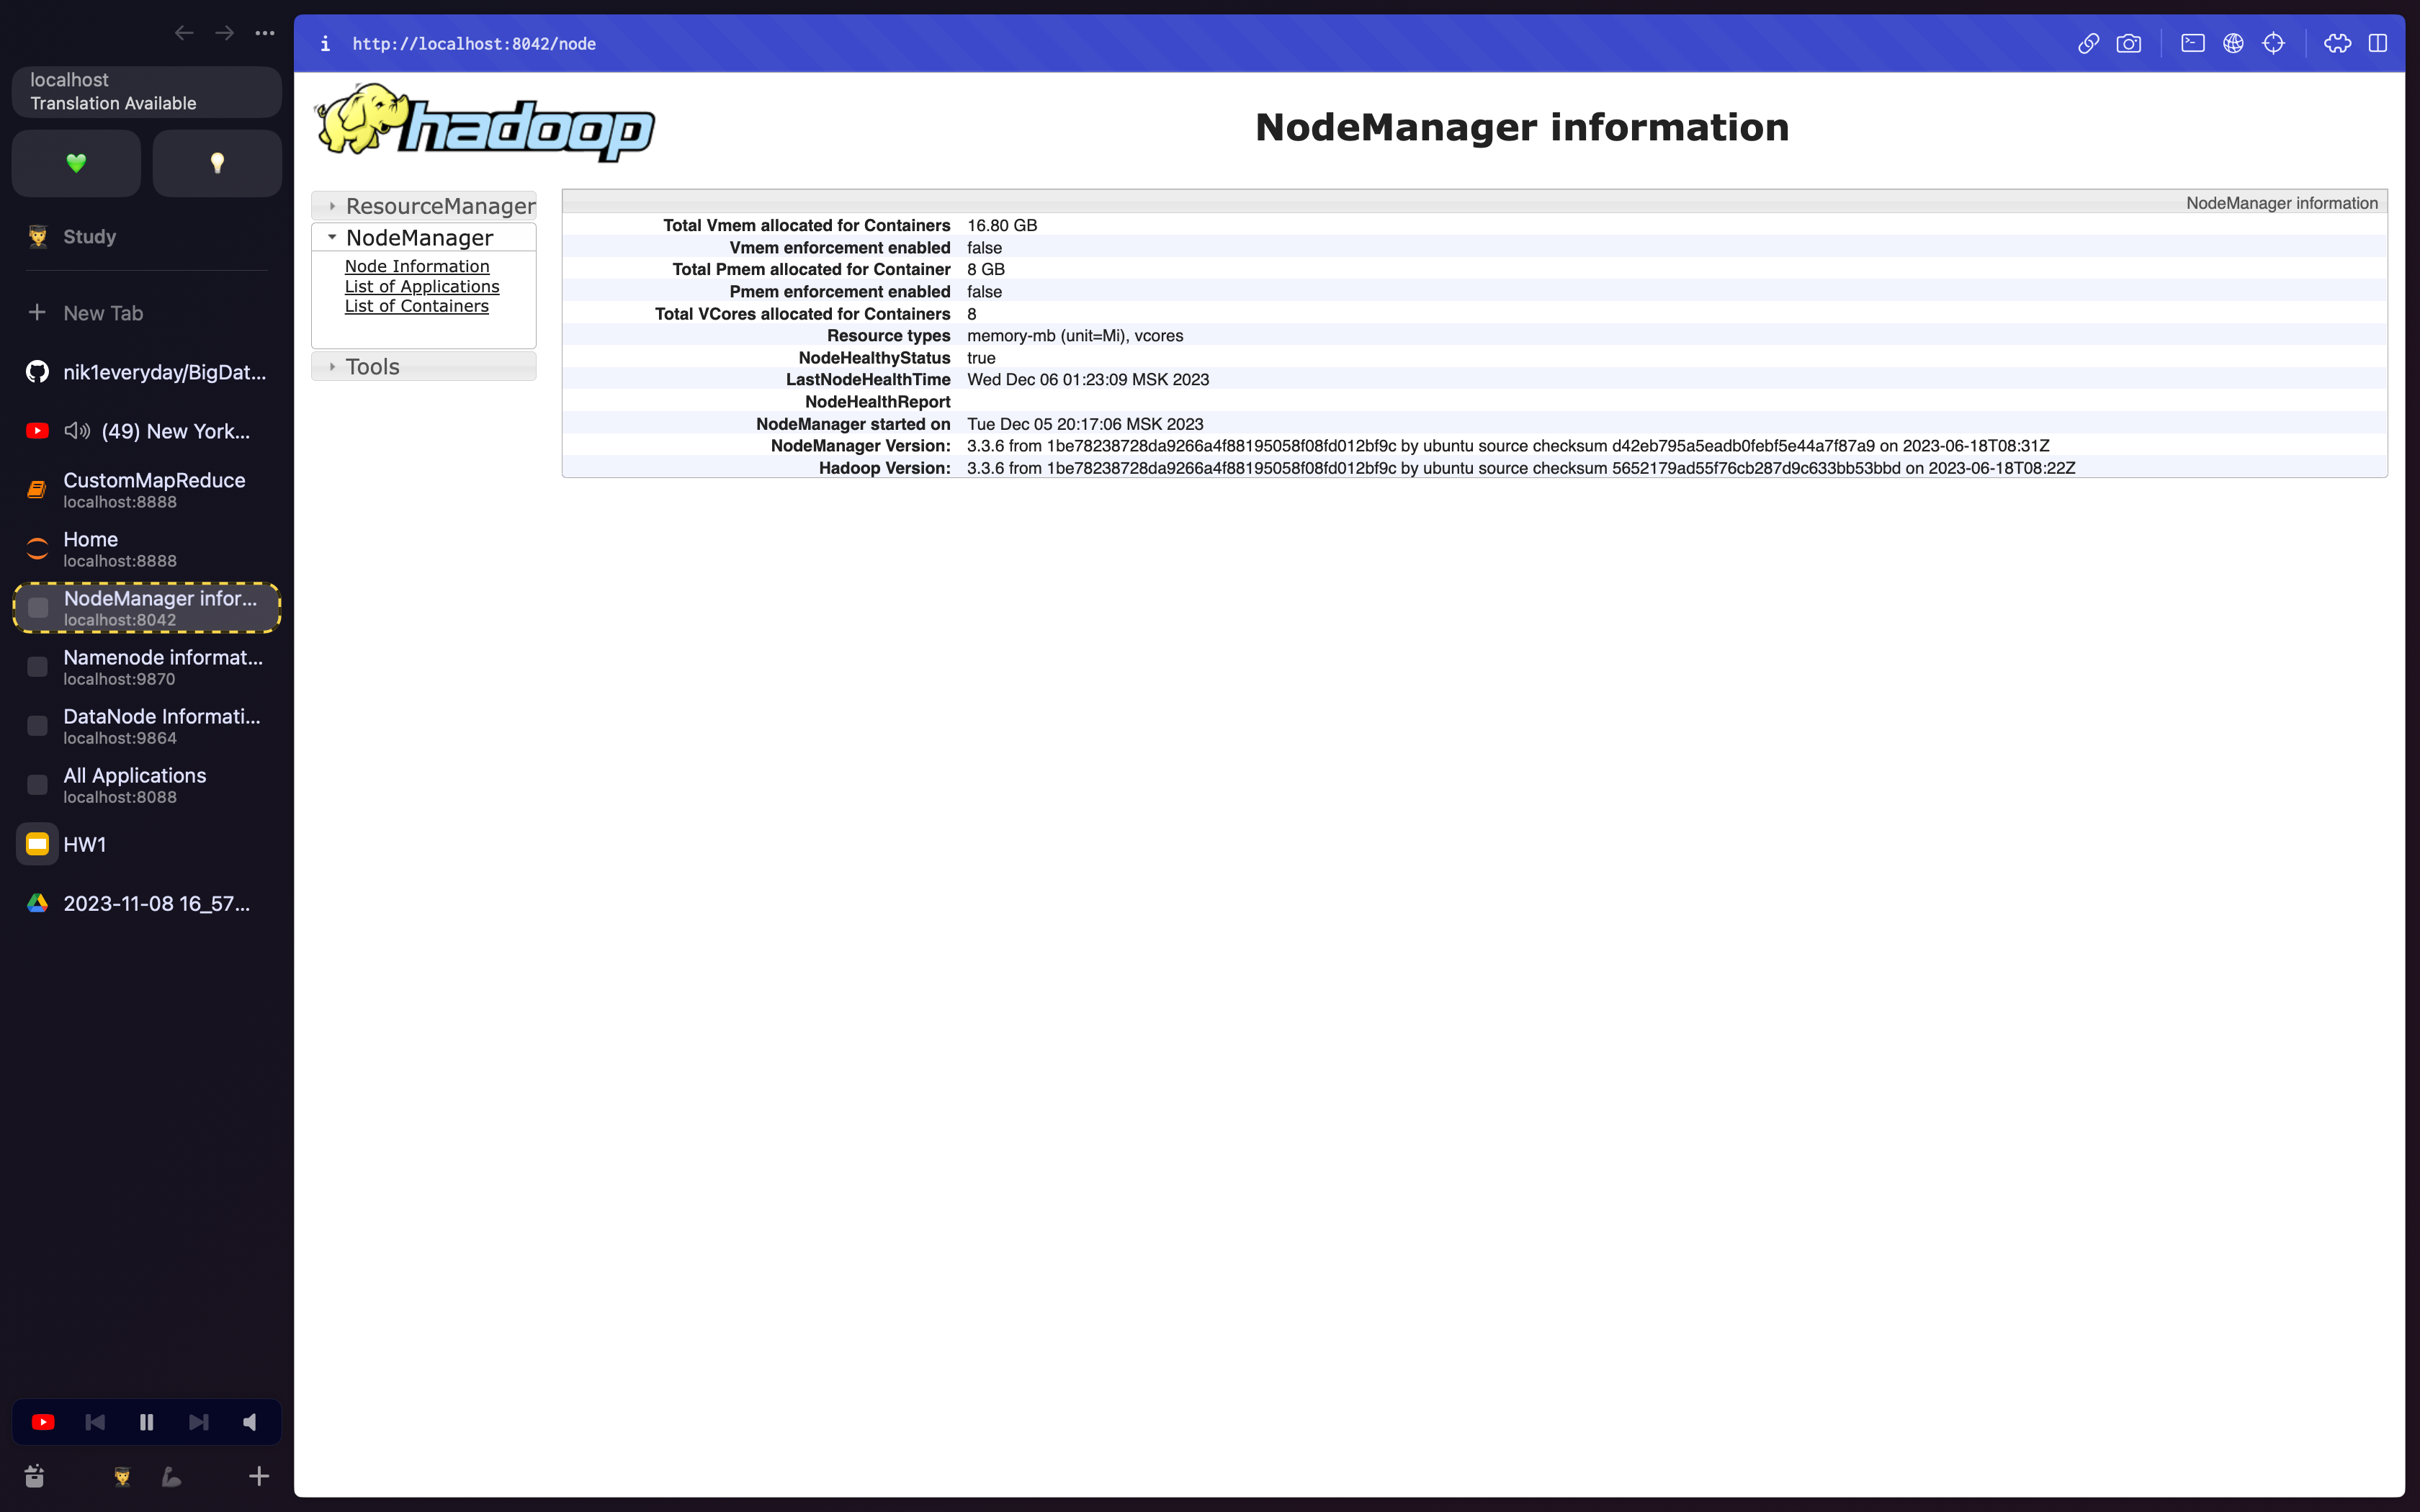 localhost
Translation Available
Study
New Tab
nik1everyday/BigDat...
(49) New York...
CustomMapReduce
localhost:8888
Home
localhost:8888
NodeManager infor...
localhost:8042
Namenode informat...
localhost:9870
DataNode Informati...
localhost:9864
All Applications
localhost:8088
HW1
2023-11-08 16_57...
i http://localhost:8042/node
hadoop
NodeManager information
ResourceManager
NodeManager
Node Information
List of Applications
List of Containers
Tools
NodeManager information
Total Vmem allocated for Containers 16.80 GB
Vmem enforcement enabled false
Total Pmem allocated for Container 8 GB
Pmem enforcement enabled false
Total VCores allocated for Containers 8
Resource types memory-mb (unit=Mi), vcores
NodeHealthyStatus true
LastNodeHealthTime Wed Dec 06 01:23:09 MSK 2023
NodeHealthReport
NodeManager started on Tue Dec 05 20:17:06 MSK 2023
NodeManager Version: 3.3.6 from 1be78238728da9266a4f88195058f08fd012bf9c by ubuntu source checksum d42eb795a5eadb0febf5e44a7f87a9 on 2023-06-18T08:31Z
Hadoop Version: 3.3.6 from 1be78238728da9266a4f88195058f08fd012bf9c by ubuntu source checksum 5652179ad55f76cb287d9c633bb53bbd on 2023-06-18T08:22Z